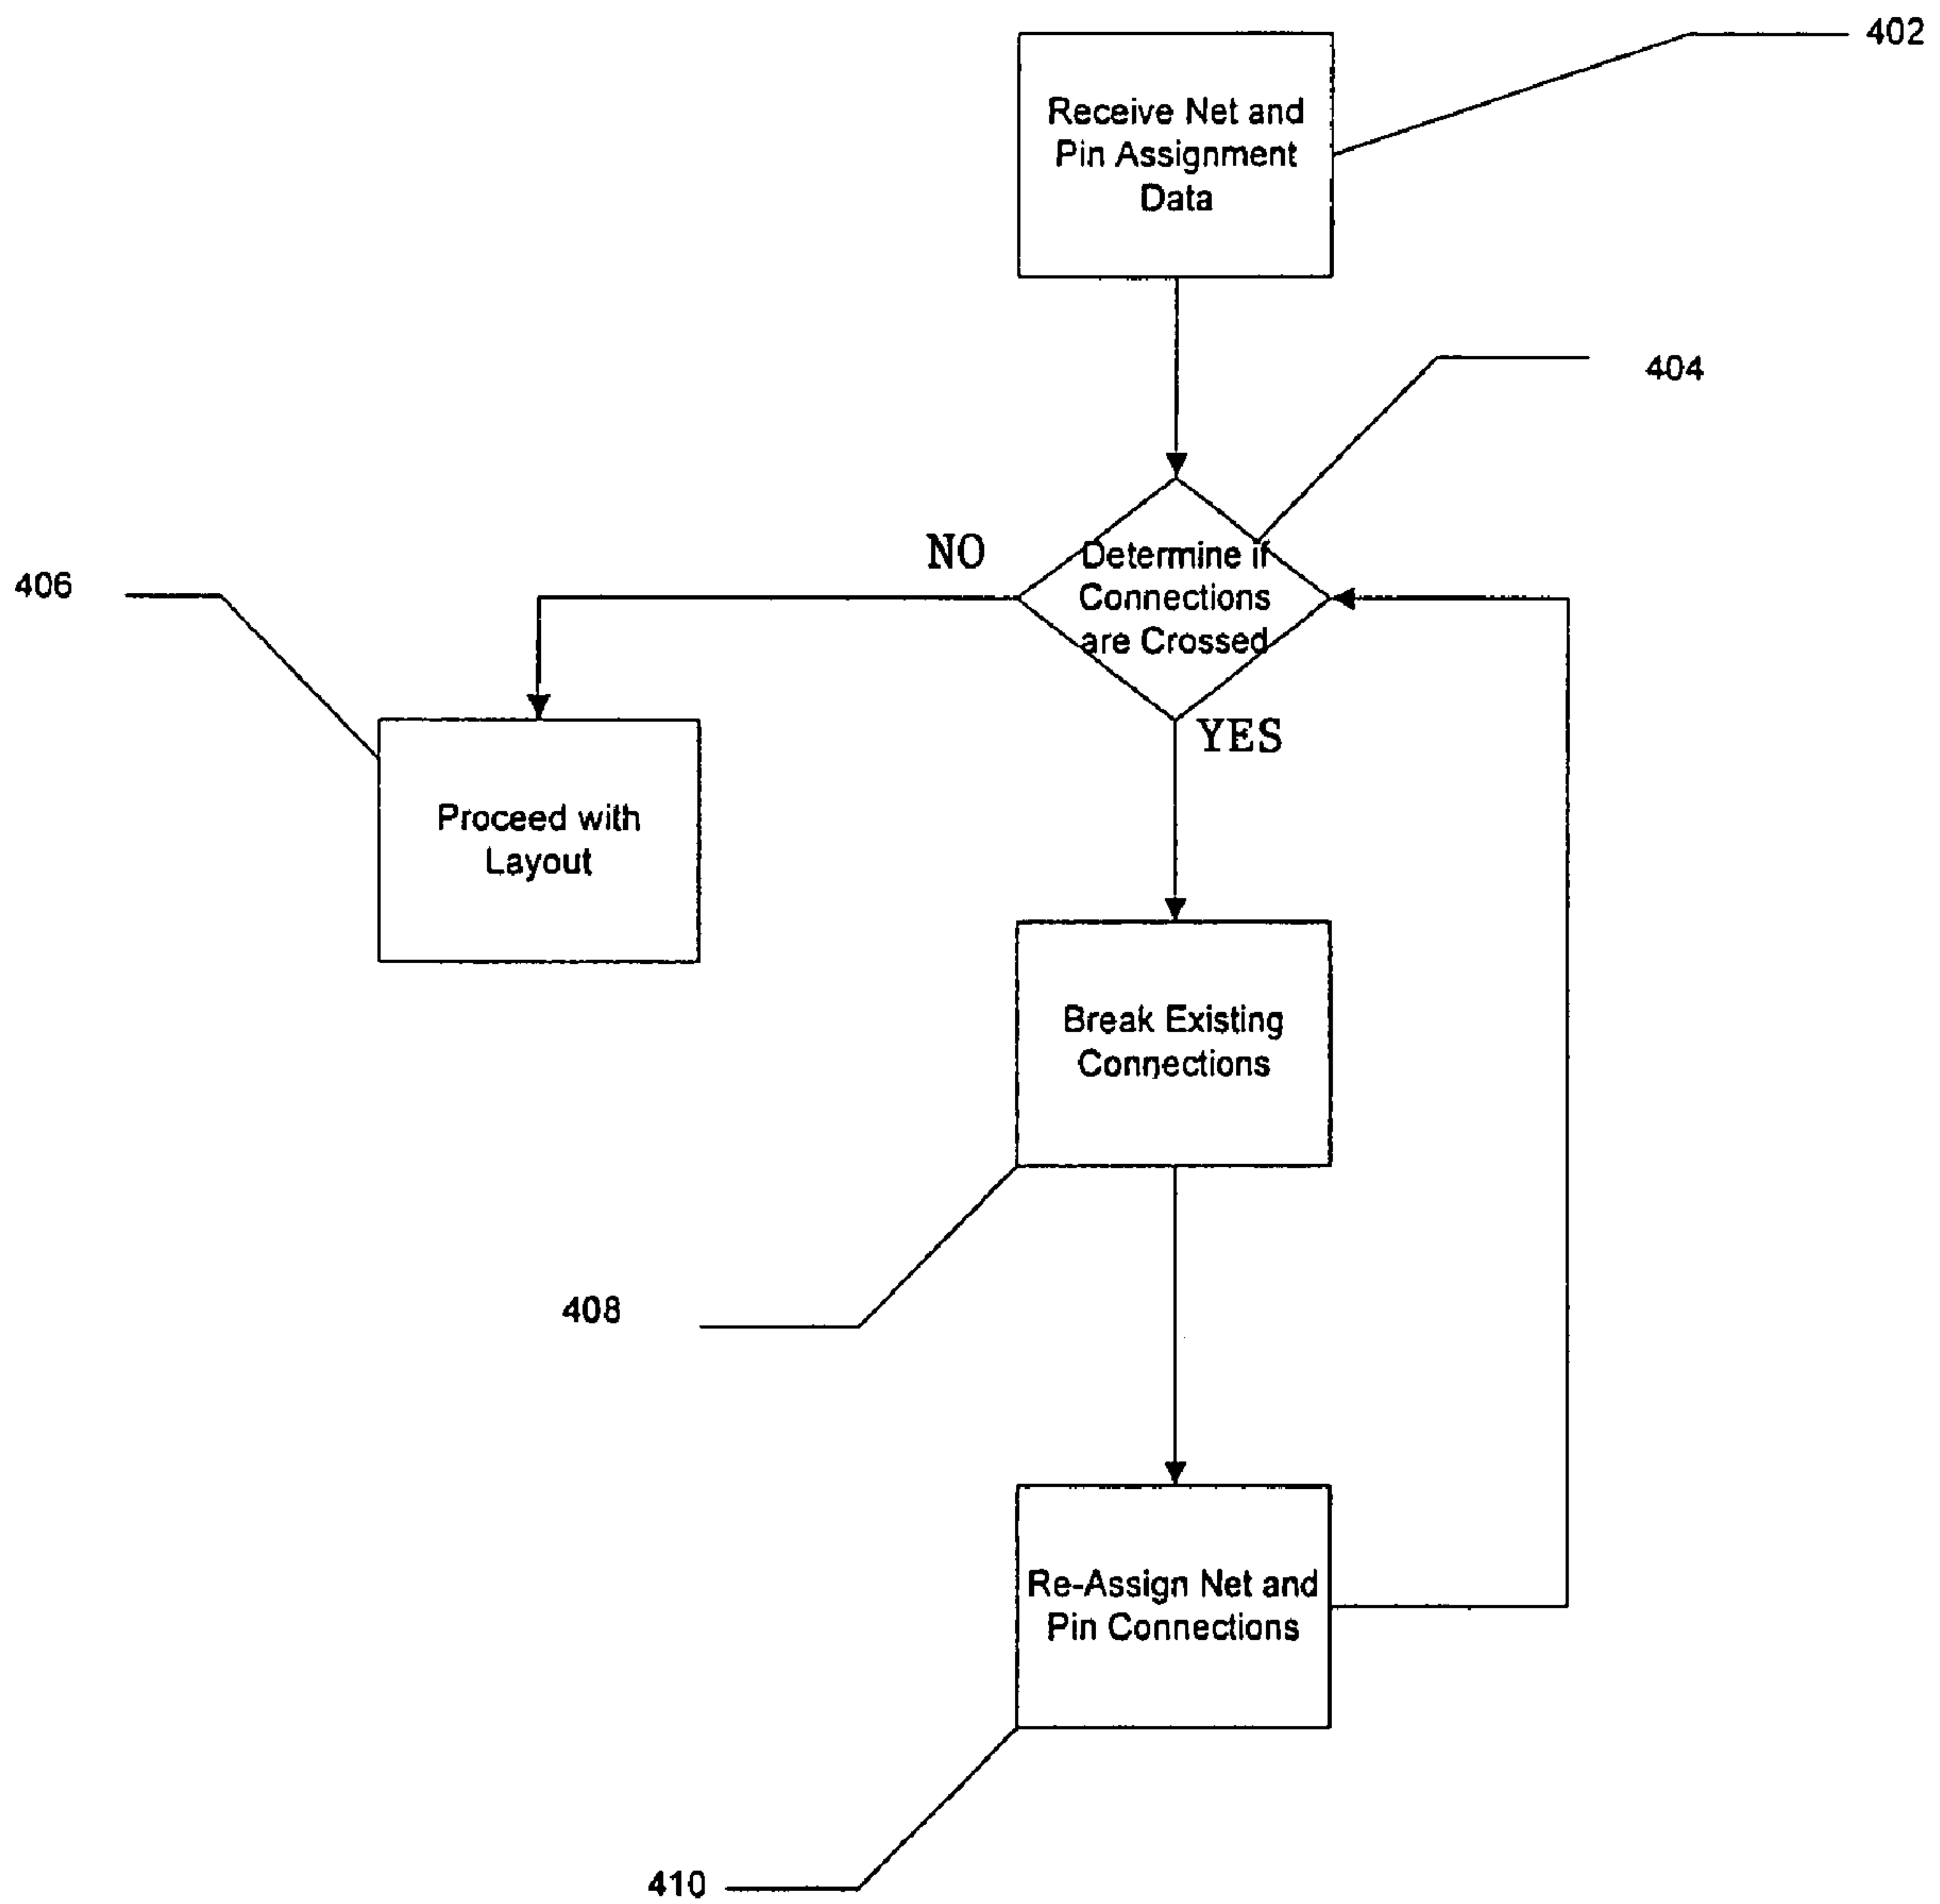 402
Receive Net and
Pin Assignment
Data
404
NO
Determine if
Connections
are Crossed
406
YES
Proceed with
Layout
Break Existing
Connections
408
Re-Assign Net and
Pin Connections
410